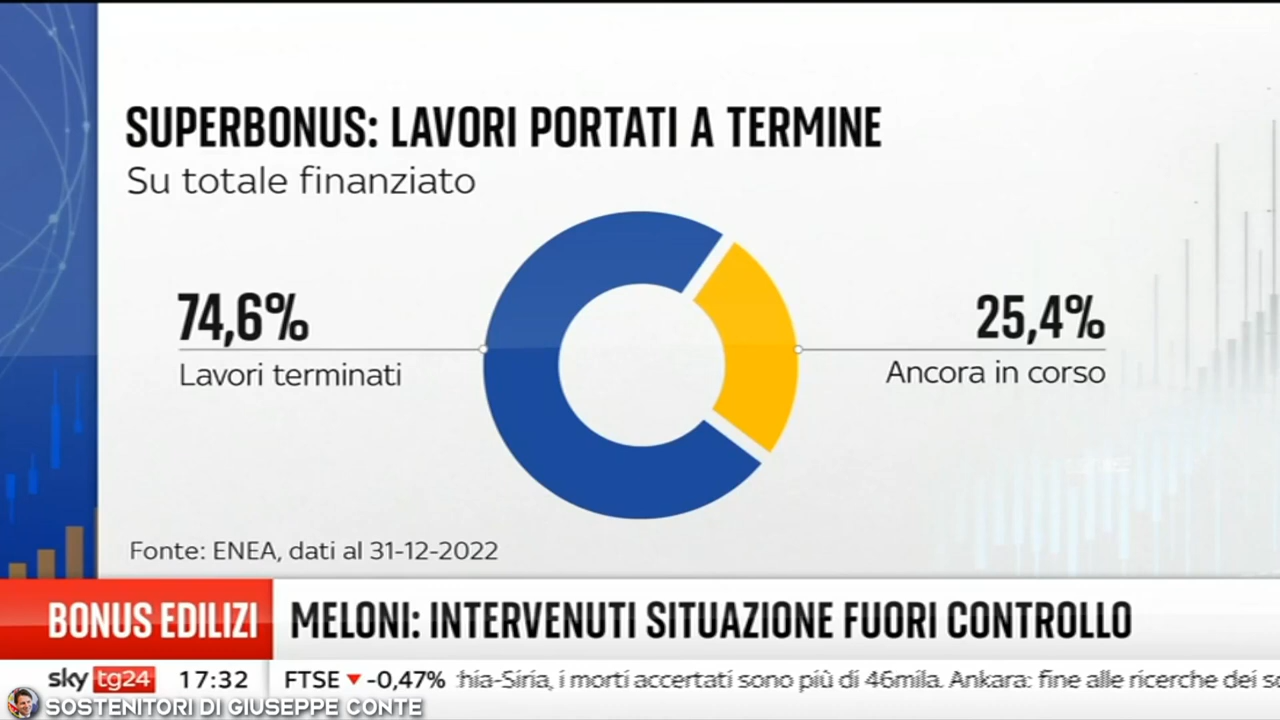 SUPERBONUS: LAVORI PORTATI A TERMINE
Su totale finanziato
74,6%
Lavori terminati
25,4%
Ancora in corso
Fonte: ENEA, dati al 31-12-2022
BONUS EDILIZI MELONI: INTERVENUTI SITUAZIONE FUORI CONTROLLO
sky tg24 17:32 FTSE -0,47% hia-Siria, i morti accertati sono più di 46mila. Ankara: fine alle ricerche dei
SOSTENITORI DI GIUSEPPE CONTE